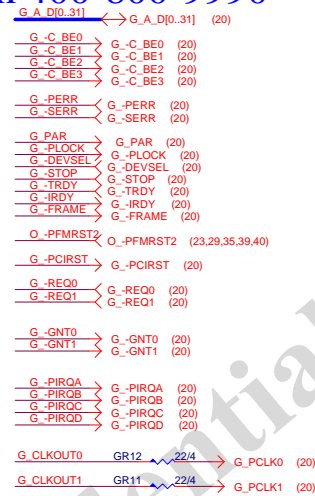 G_A_D[0..31] G_A_D[0..31] (20)
G_-C_BE0 G_-C_BE0 (20)
G_-C_BE1 G_-C_BE1 (20)
G_-C_BE2 G_-C_BE2 (20)
G_-C_BE3 G_-C_BE3 (20)
G_-PERR G_-PERR (20)
G_-SERR G_-SERR (20)
G_PAR G_PAR (20)
G_-PLOCK G_-PLOCK (20)
G_-DEVSEL G_-DEVSEL (20)
G_-STOP G_-STOP (20)
G_-TRDY G_-TRDY (20)
G_-IRDY G_-IRDY (20)
G_-FRAME G_-FRAME (20)
O_-PFMRST2 O_-PFMRST2 (23,29,35,39,40)
G_-PCIRST G_-PCIRST (20)
G_-REQ0 G_-REQ0 (20)
G_-REQ1 G_-REQ1 (20)
G_-GNT0 G_-GNT0 (20)
G_-GNT1 G_-GNT1 (20)
G_-PIRQA G_-PIRQA (20)
G_-PIRQB G_-PIRQB (20)
G_-PIRQC G_-PIRQC (20)
G_-PIRQD G_-PIRQD (20)
G_CLKOUT0 GR12 22/4 G_PCLK0 (20)
G_CLKOUT1 GR11 22/4 G_PCLK1 (20)